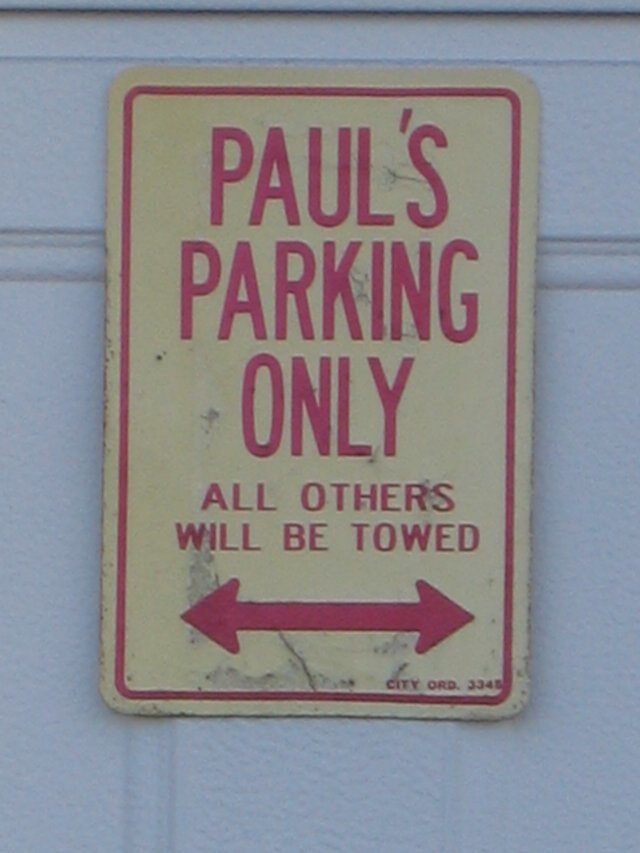 PAUL'S
PARKING
ONLY
ALL OTHERS
WILL BE TOWED
CITY ORD. 3345